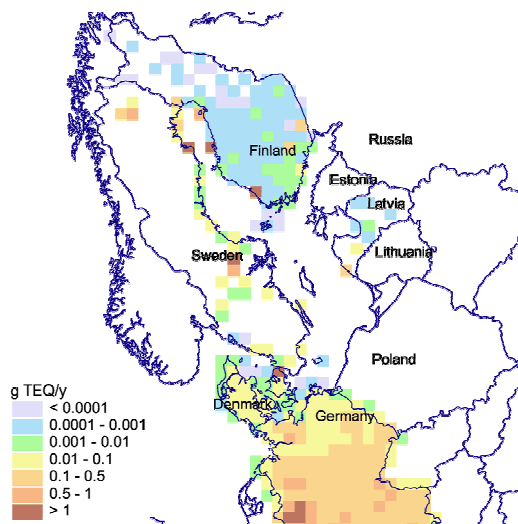 Russia
Finland
Estonia
Latvia
Sweden
Lithuania
Poland
g TEQ/y
< 0.0001
0.0001 - 0.001
0.001 - 0.01
0.01 - 0.1
0.1 - 0.5
0.5 - 1
> 1
Denmark
Germany